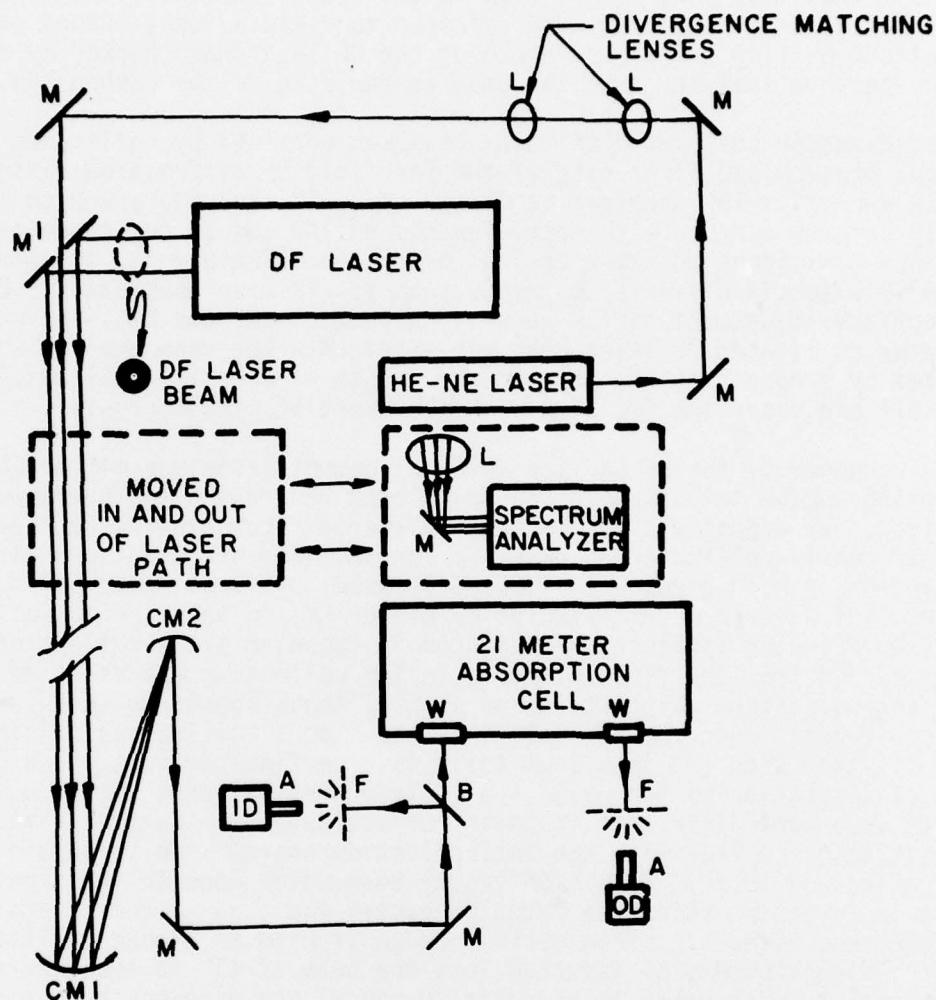 DIVERGENCE MATCHING
LENSES
L
L
M
M
M'
DF LASER
DF LASER
BEAM
HE-NE LASER
M
MOVED
IN AND OUT
OF LASER
PATH
L
M
SPECTRUM
ANALYZER
CM2
21 METER
ABSORPTION
CELL
W
W
ID
A
F
B
F
A
OD
M
M
CM1